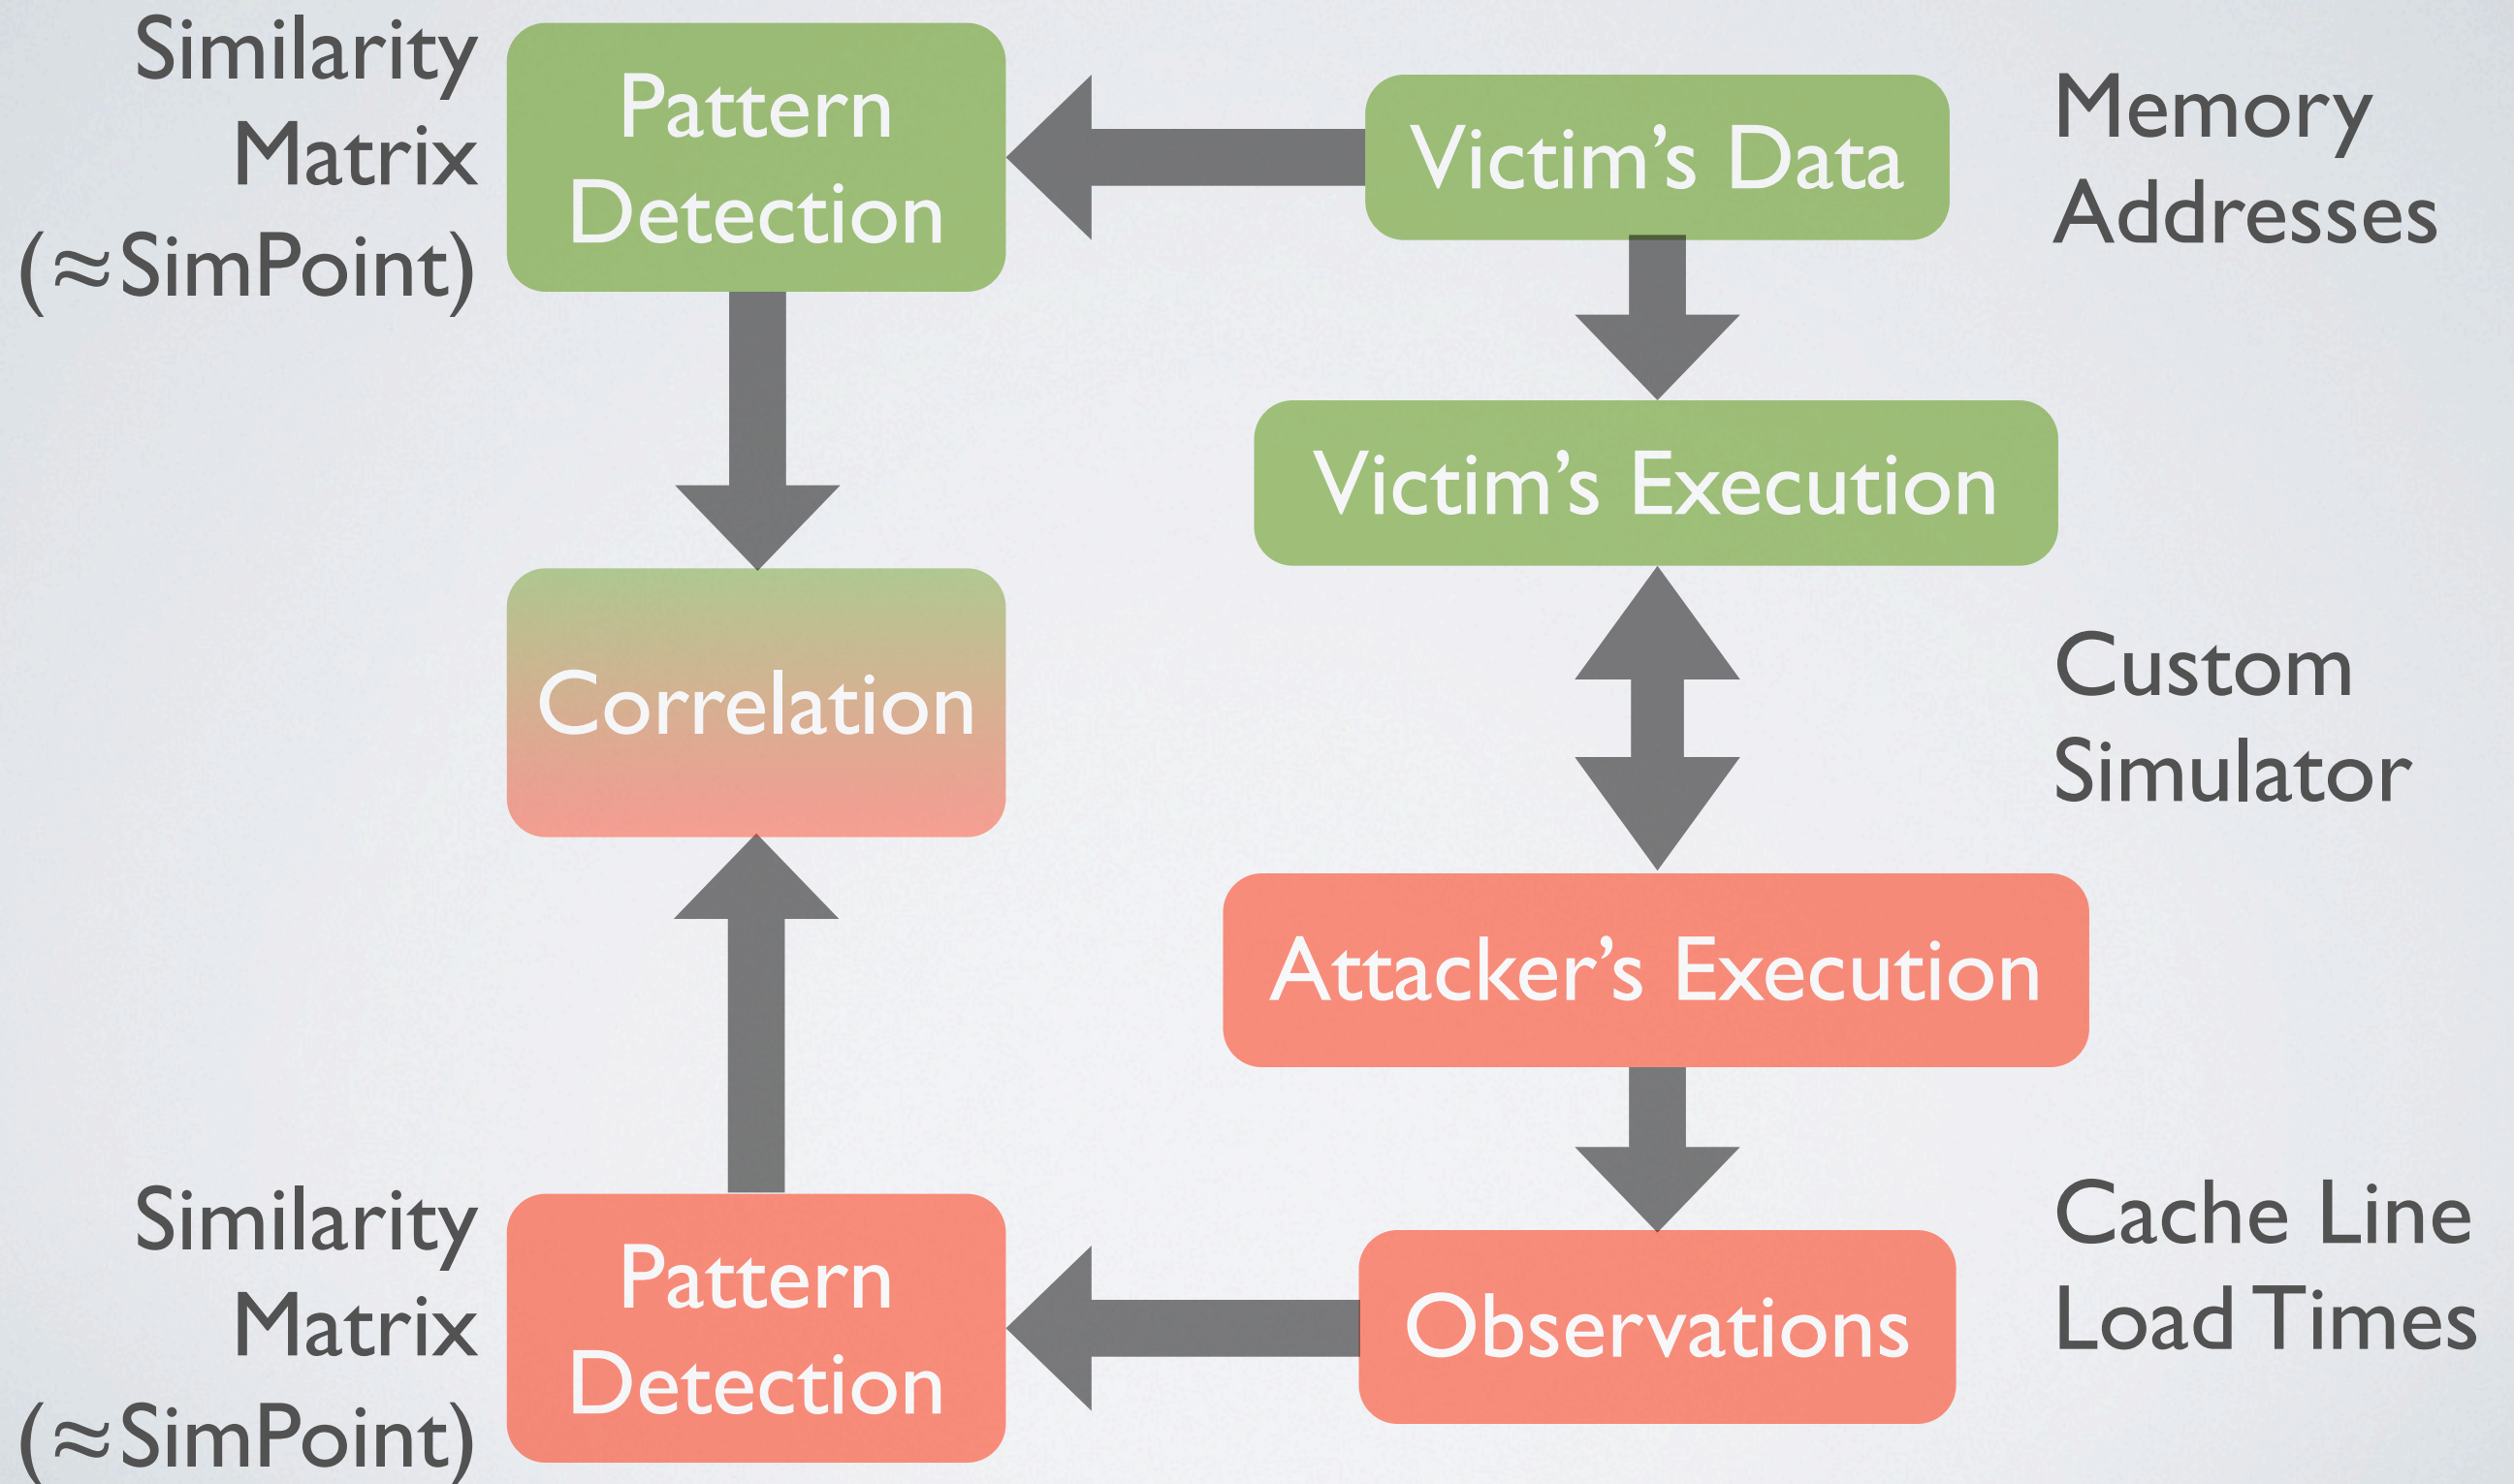 Similarity
Matrix
(≈SimPoint)
Pattern
Detection
Victim’s Data
Memory
Addresses
Victim’s Execution
Correlation
Custom
Simulator
Attacker’s Execution
Similarity
Matrix
(≈SimPoint)
Pattern
Detection
Observations
Cache Line
Load Times